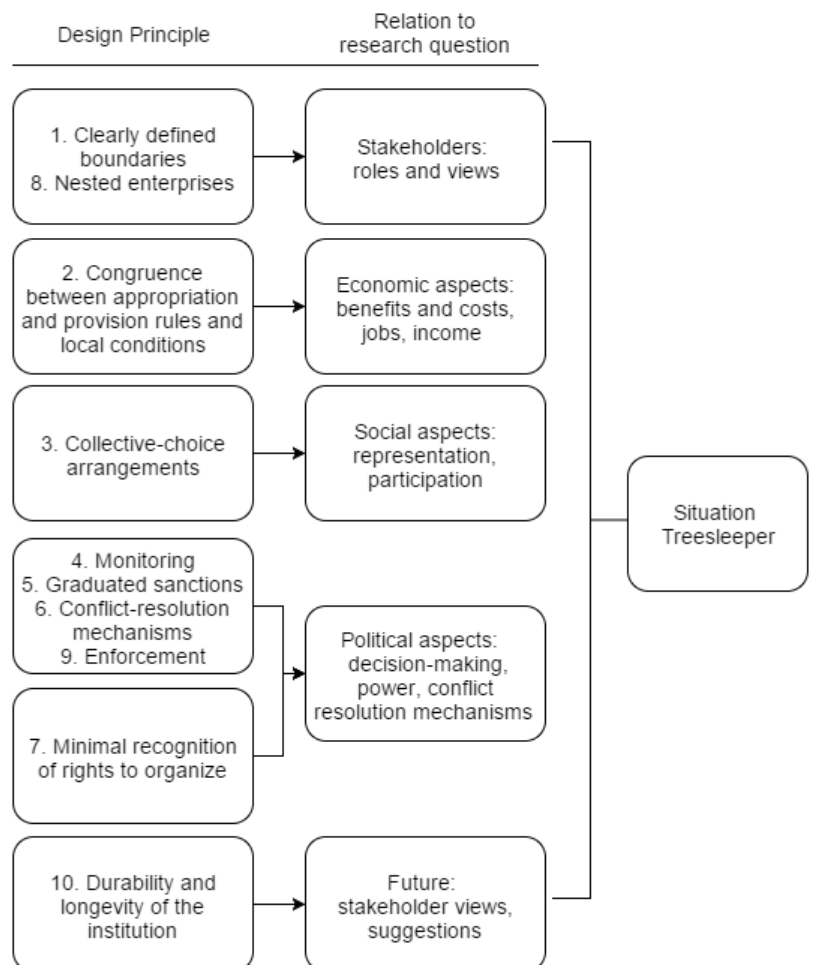 Design Principle
Relation to
research question
1. Clearly defined
boundaries
8. Nested enterprises
Stakeholders:
roles and views
2. Congruence
between appropriation
and provision rules and
local conditions
Economic aspects:
benefits and costs,
jobs, income
3. Collective-choice
arrangements
Social aspects:
representation,
participation
4. Monitoring
5. Graduated sanctions
6. Conflict-resolution
mechanisms
9. Enforcement
7. Minimal recognition
of rights to organize
Political aspects:
decision-making,
power, conflict
resolution mechanisms
10. Durability and
longevity of the
institution
Future:
stakeholder views,
suggestions
Situation
Treesleeper